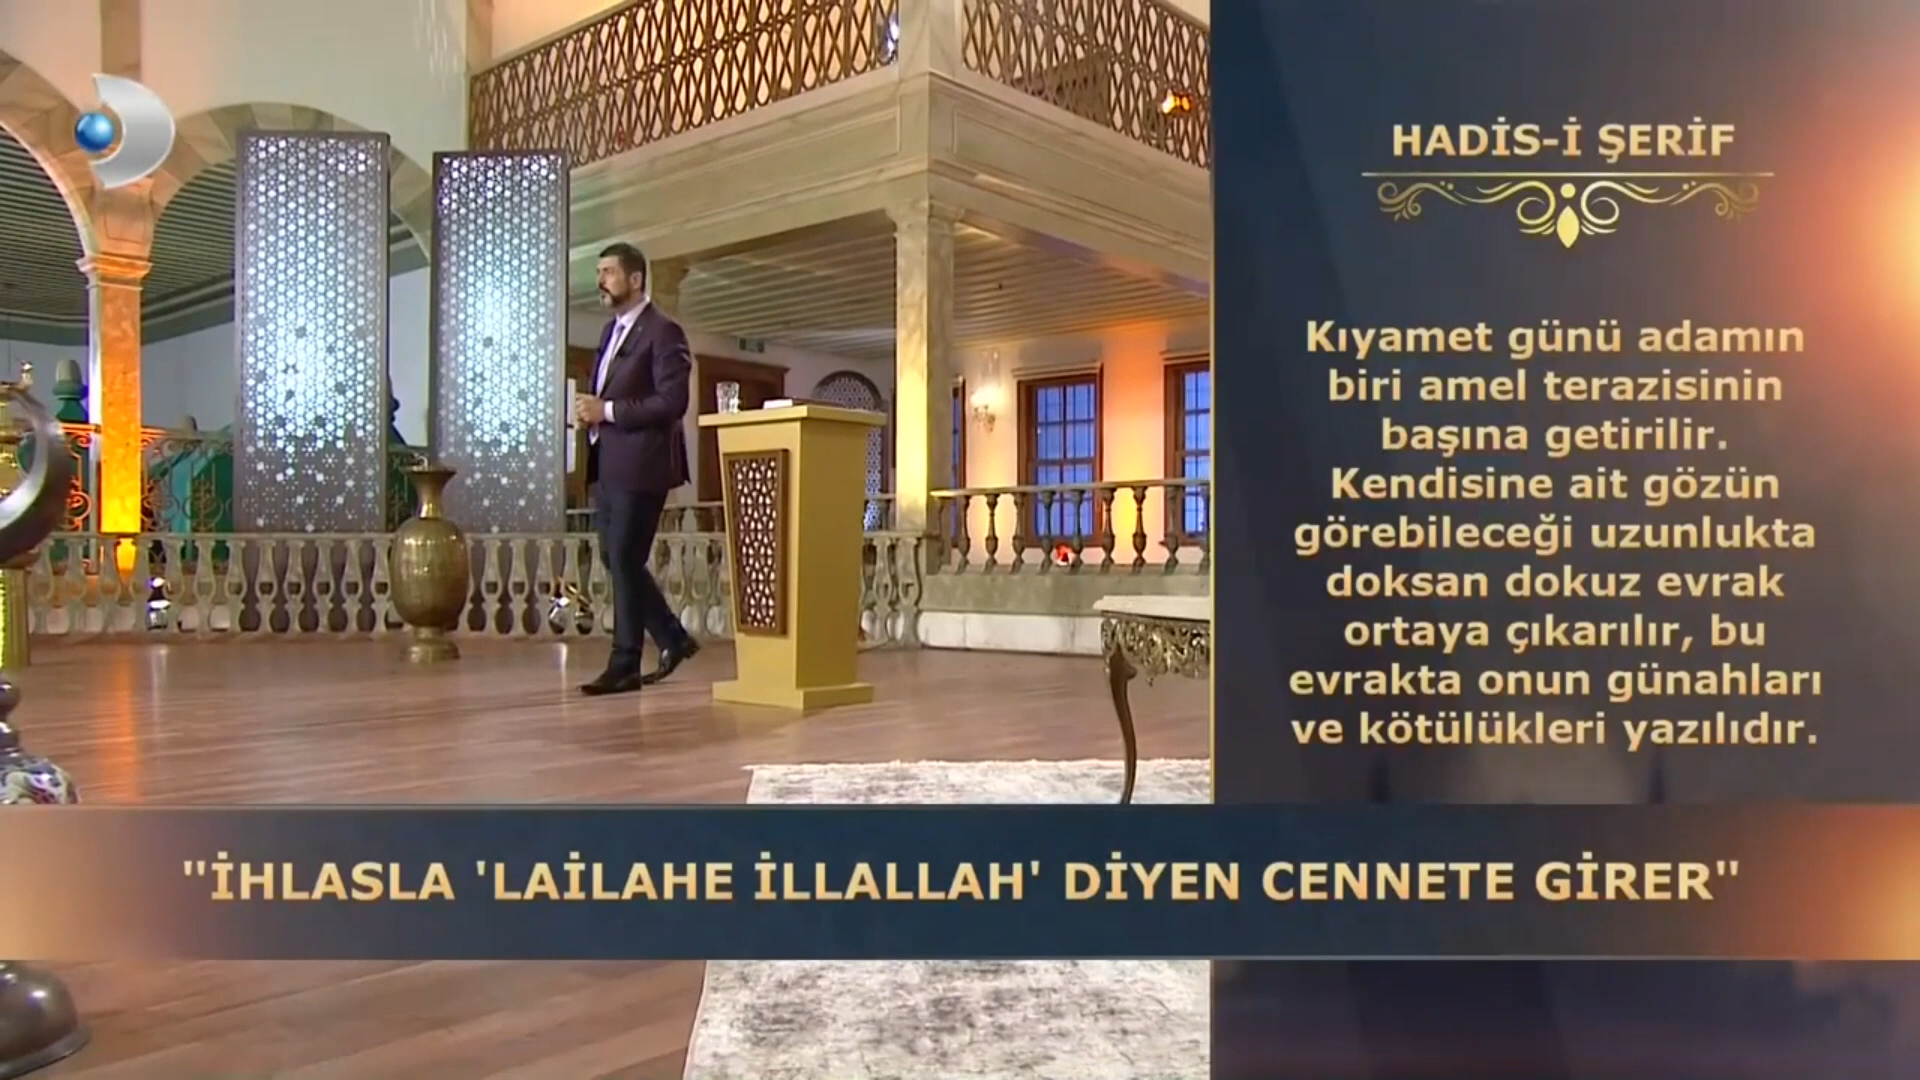 HADİS-İ ŞERİF
Kıyamet günü adamın
biri amel terazisinin
başına getirilir.
Kendisine ait gözün
görebileceği uzunlukta
doksan dokuz evrak
ortaya çıkarılır, bu
evrakta onun günahları
ve kötülükleri yazılıdır.
"İHLASLA 'LAİLAHE İLLALLAH' DİYEN CENNETE GİRER"